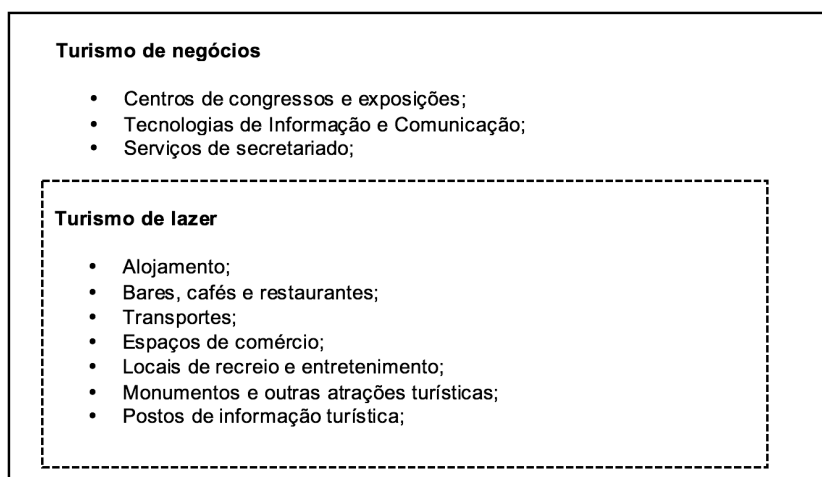 Turismo de negócios
• Centros de congressos e exposições;
• Tecnologias de Informação e Comunicação;
• Serviços de secretariado;
Turismo de lazer
• Alojamento;
• Bares, cafés e restaurantes;
• Transportes;
• Espaços de comércio;
• Locais de recreio e entretenimento;
• Monumentos e outras atrações turísticas;
• Postos de informação turística;